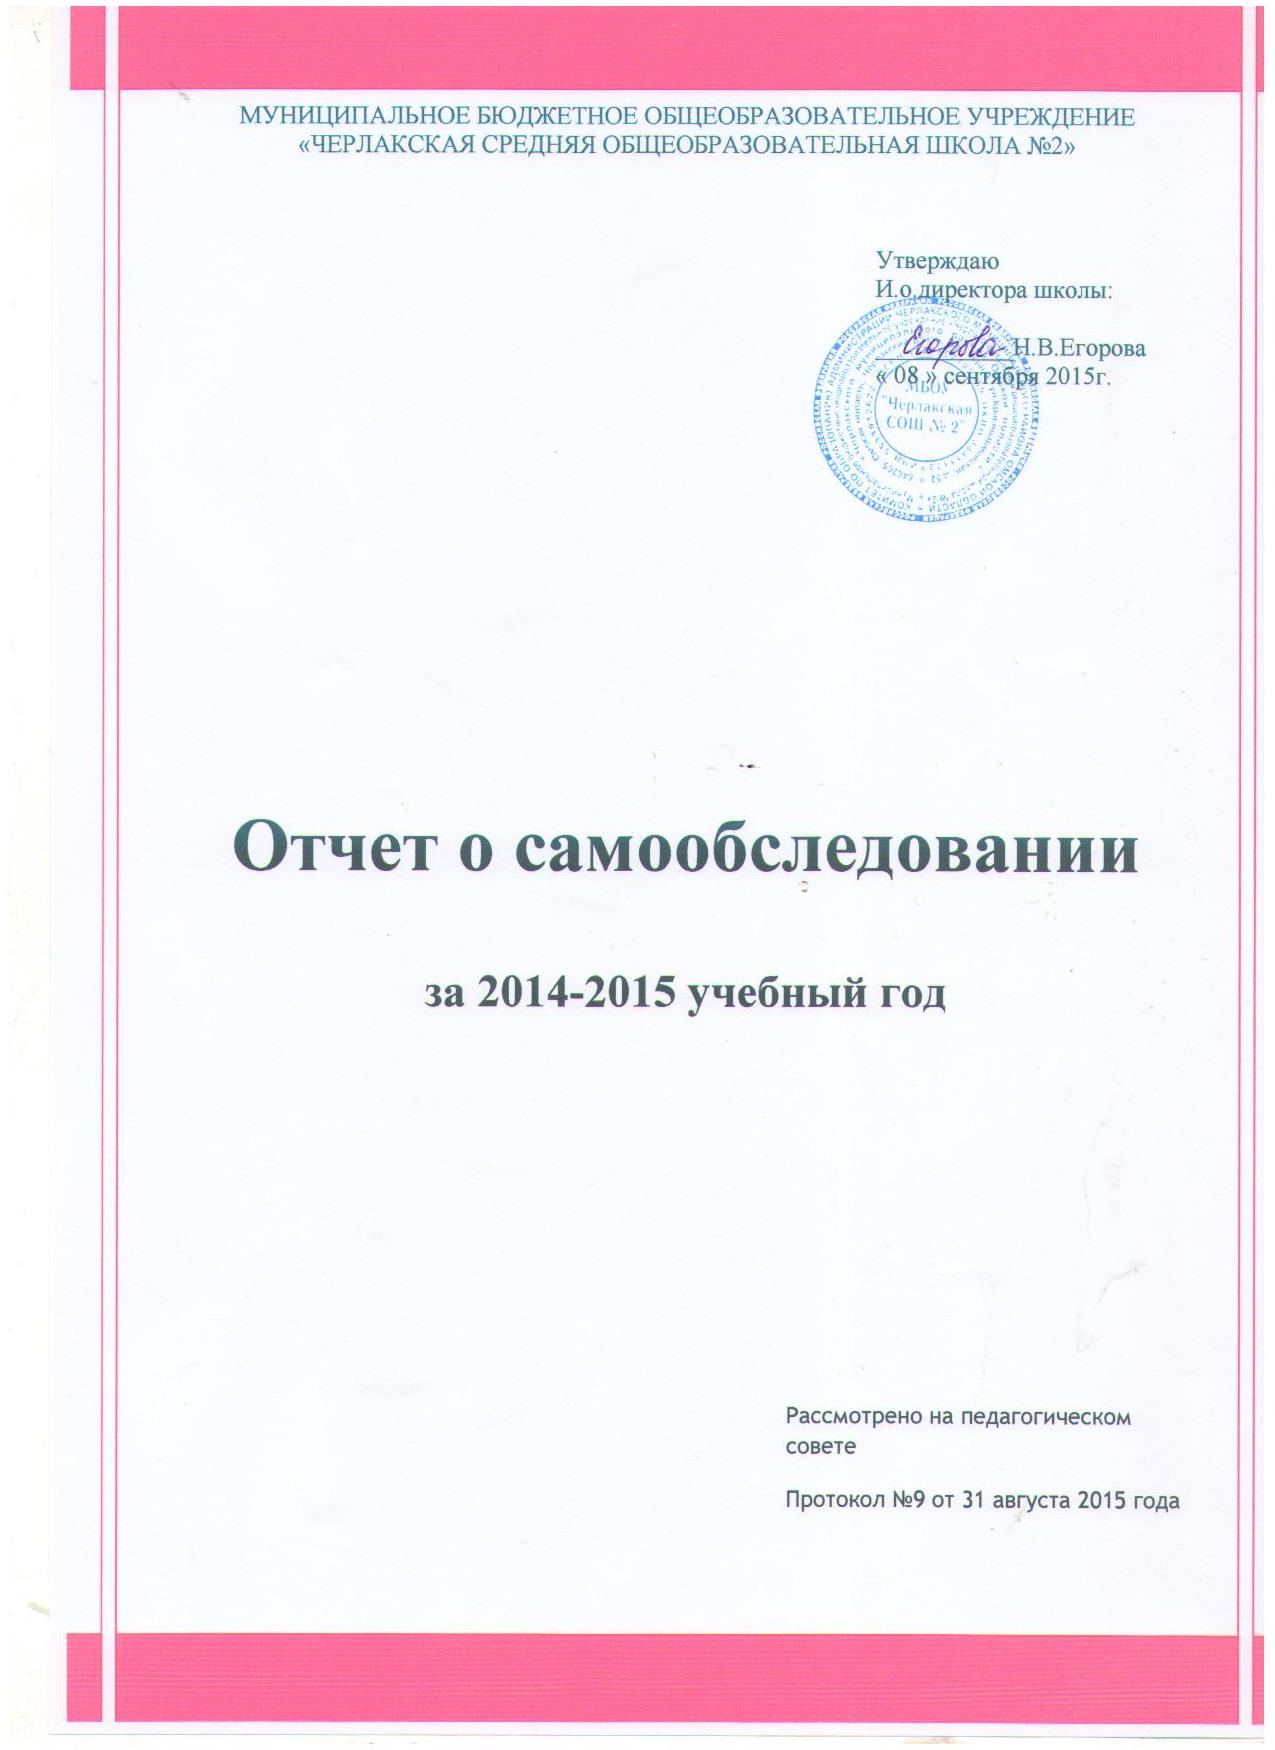 МУНИЦИПАЛЬНОЕ БЮДЖЕТНОЕ ОБЩЕОБРАЗОВАТЕЛЬНОЕ УЧРЕЖДЕНИЕ
«ЧЕРЛАКСКАЯ СРЕДНЯЯ ОБЩЕОБРАЗОВАТЕЛЬНАЯ ШКОЛА №2»
Утверждаю
И.о.директора школы:
Егорова Н.В.Егорова
« 08 » сентября 2015г.
МБОУ
"Черлакская
СОШ № 2"
Отчет о самообследовании
за 2014-2015 учебный год
Рассмотрено на педагогическом
совете
Протокол №9 от 31 августа 2015 года